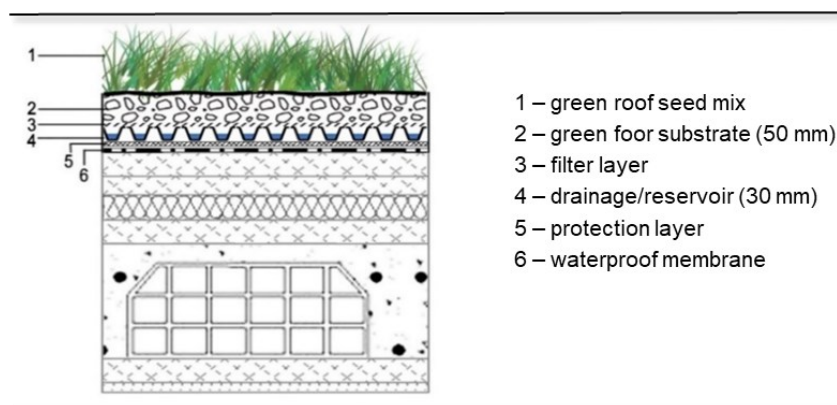 1
2
3
4
5
6
1 – green roof seed mix
2 – green foor substrate (50 mm)
3 – filter layer
4 – drainage/reservoir (30 mm)
5 – protection layer
6 – waterproof membrane